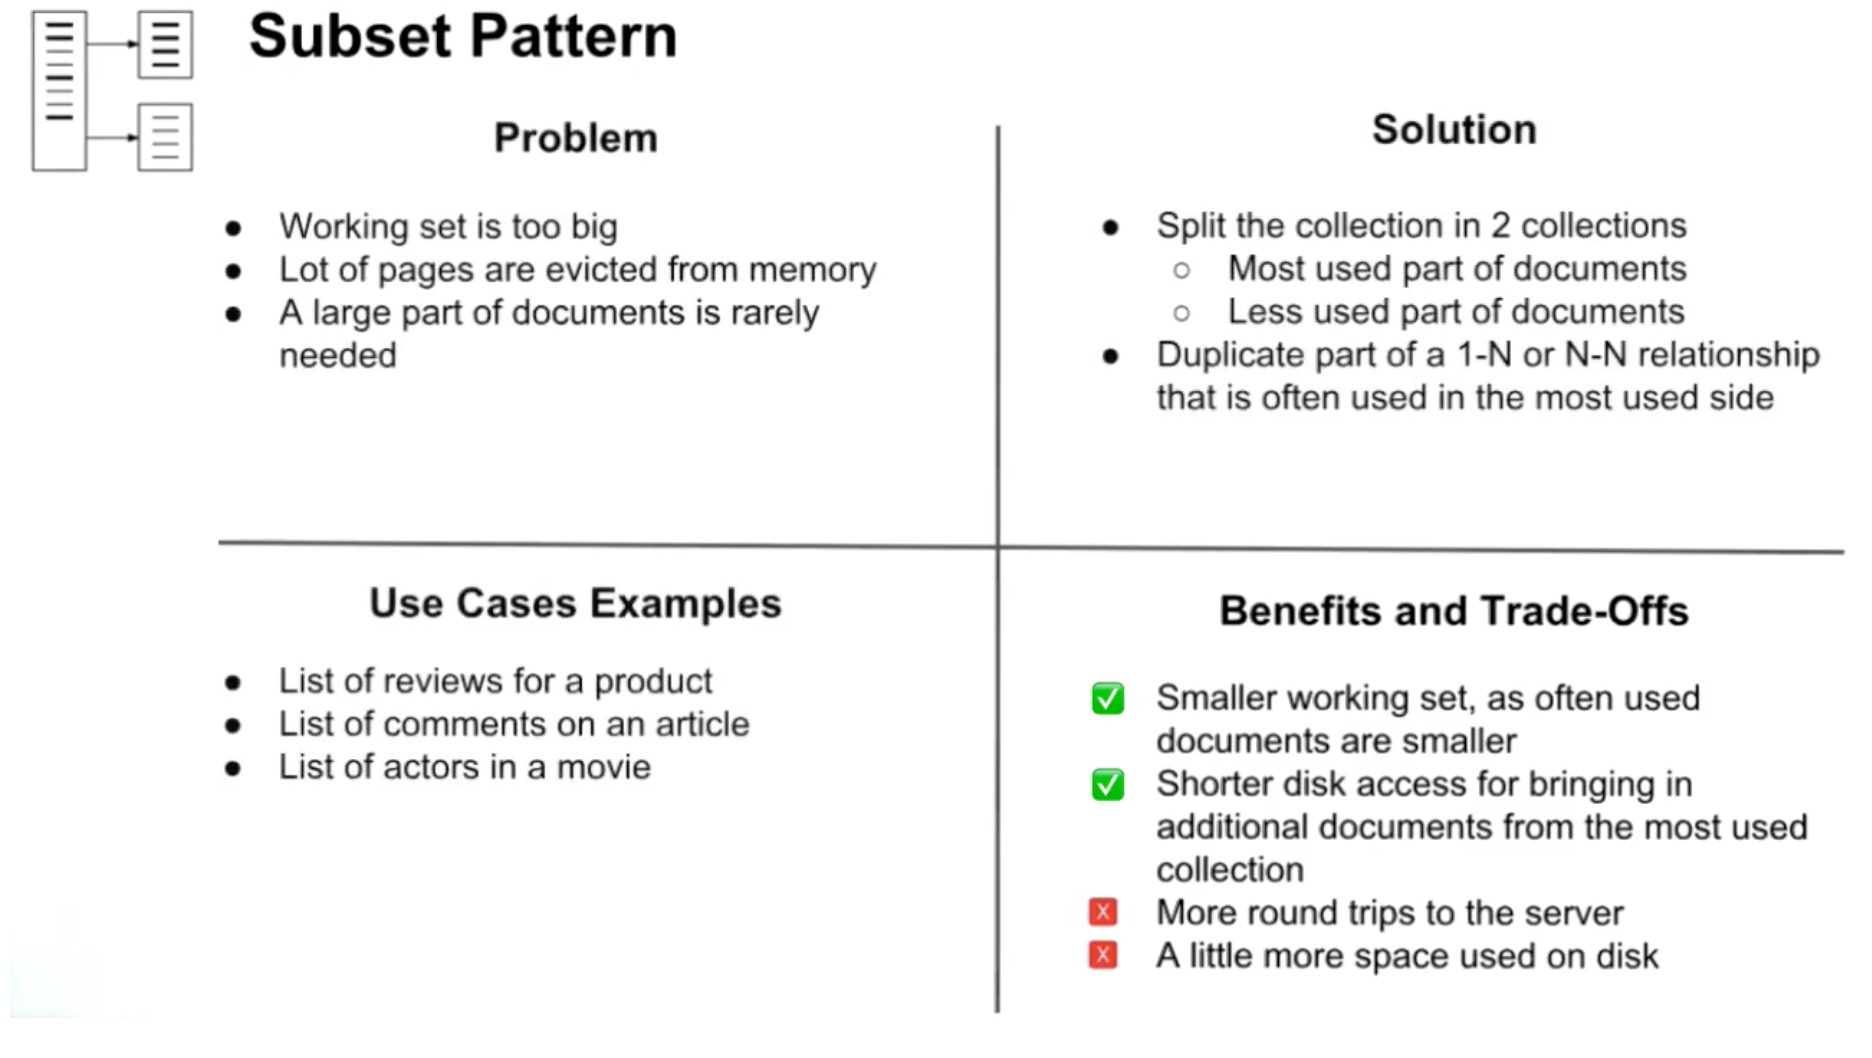 Subset Pattern
Problem
Working set is too big
Lot of pages are evicted from memory
A large part of documents is rarely
needed
Solution
Split the collection in 2 collections
Most used part of documents
Less used part of documents
Duplicate part of a 1-N or N-N relationship
that is often used in the most used side
Use Cases Examples
List of reviews for a product
List of comments on an article
List of actors in a movie
Benefits and Trade-Offs
Smaller working set, as often used
documents are smaller
Shorter disk access for bringing in
additional documents from the most used
collection
X More round trips to the server
X A little more space used on disk